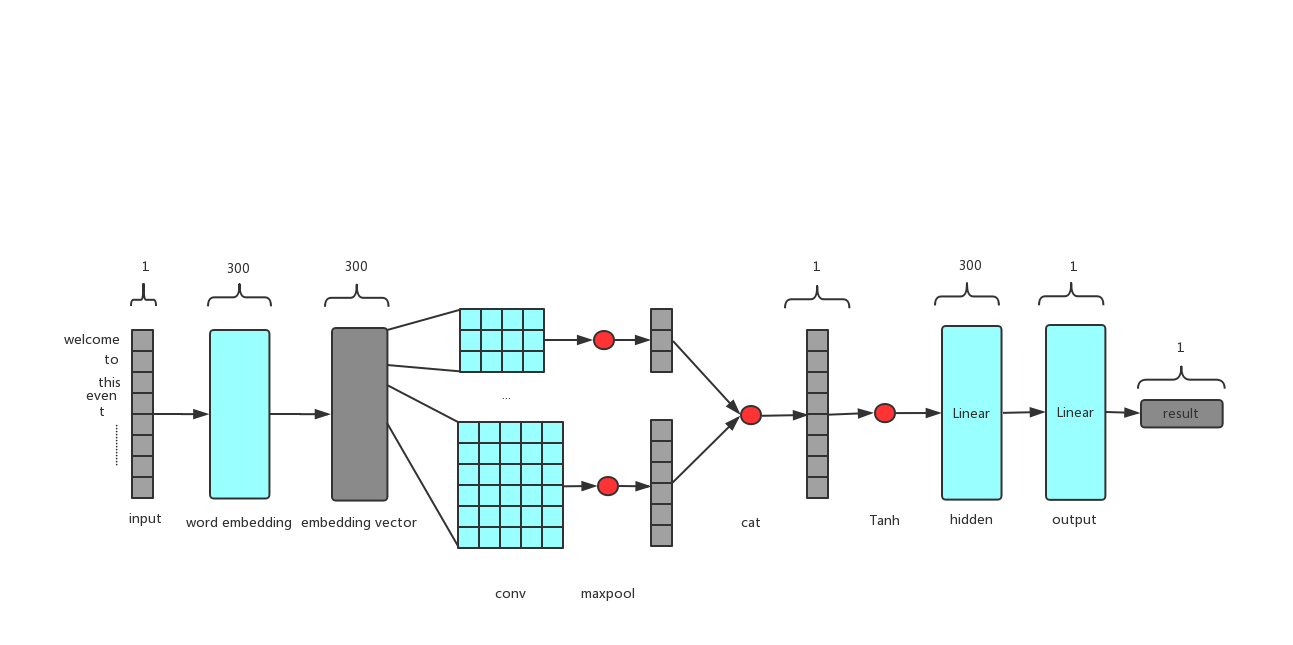 1
300
300
1
300
1
1
welcome
to
this
even
t
...
Linear
Linear
result
input
word embedding
embedding vector
cat
Tanh
hidden
output
conv
maxpool